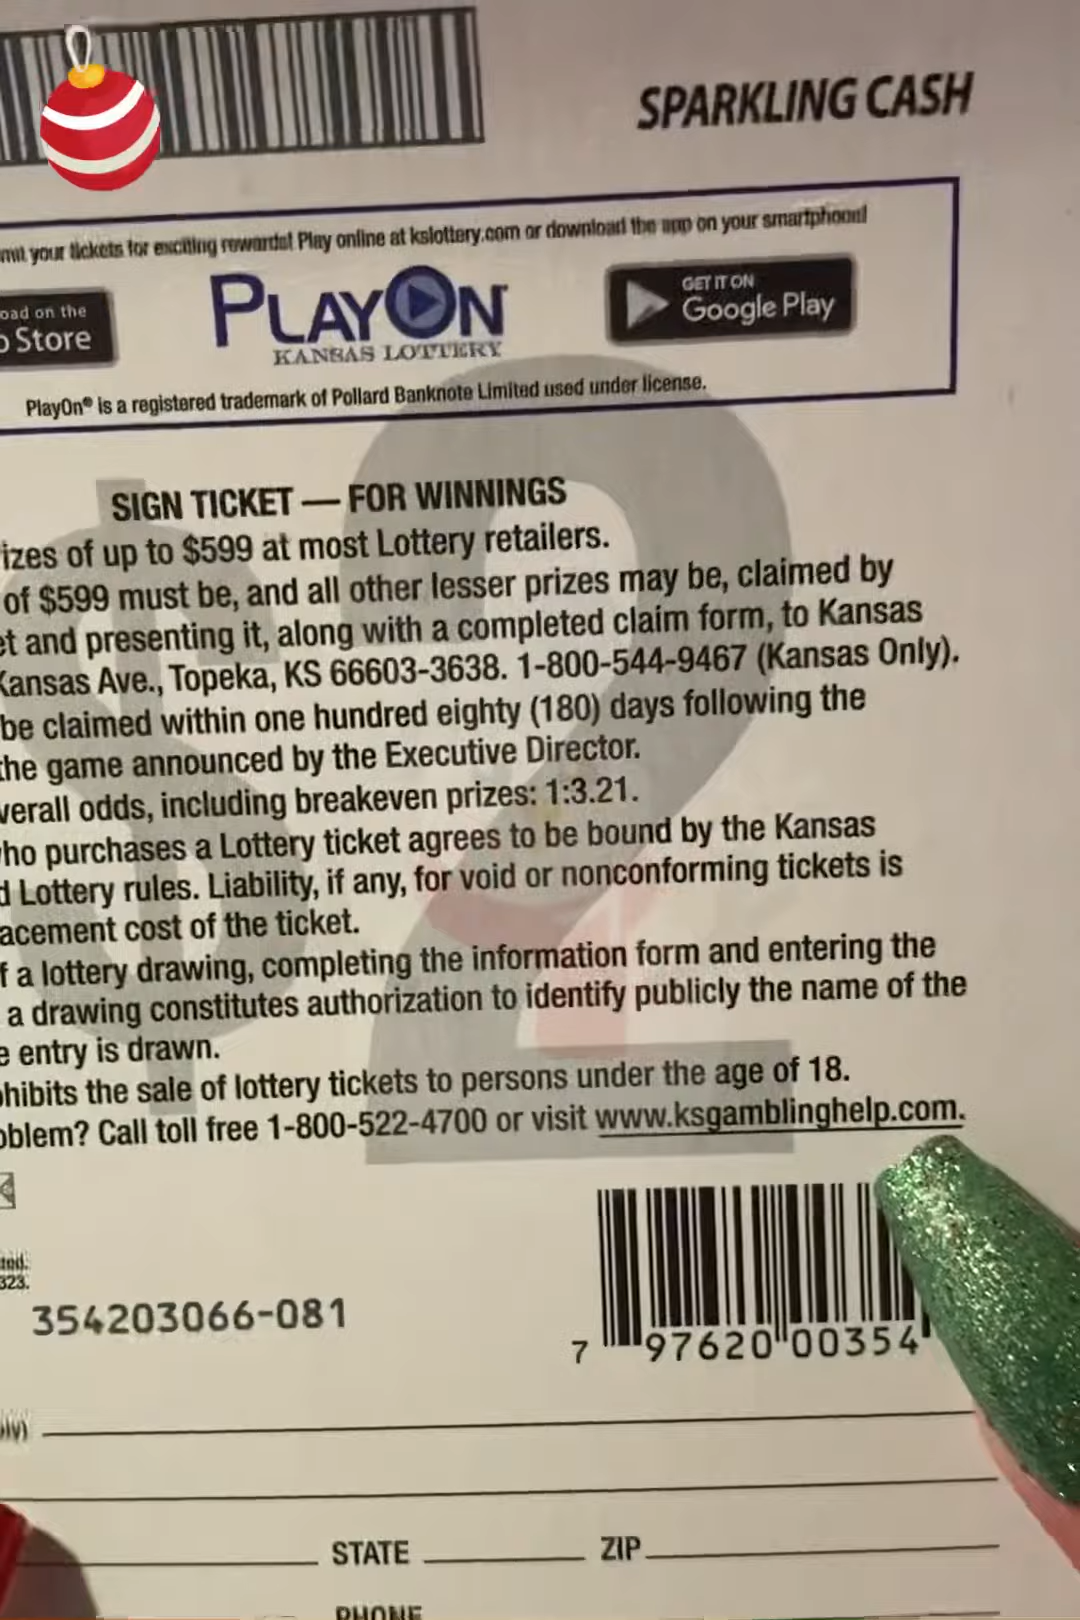 SPARKLING CASH
your tickets for exciting rewards! Play online at kslottery.com or download the app on your smartphone!
oad on the
Store
PLAYON
KANSAS LOTTERY
GET IT ON
Google Play
PlayOn® is a registered trademark of Pollard Banknote Limited used under license.
$2
SIGN TICKET — FOR WINNINGS
izes of up to $599 at most Lottery retailers.
of $599 must be, and all other lesser prizes may be, claimed by
et and presenting it, along with a completed claim form, to Kansas
Kansas Ave., Topeka, KS 66603-3638. 1-800-544-9467 (Kansas Only).
be claimed within one hundred eighty (180) days following the
the game announced by the Executive Director.
verall odds, including breakeven prizes: 1:3.21.
ho purchases a Lottery ticket agrees to be bound by the Kansas
d Lottery rules. Liability, if any, for void or nonconforming tickets is
acement cost of the ticket.
f a lottery drawing, completing the information form and entering the
a drawing constitutes authorization to identify publicly the name of the
e entry is drawn.
hibits the sale of lottery tickets to persons under the age of 18.
oblem? Call toll free 1-800-522-4700 or visit www.ksgamblinghelp.com.
323.
354203066-081
7 97620 00354
STATE
ZIP
PHONE